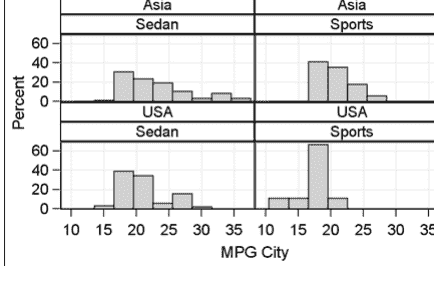 Asia Asia
Sedan Sports
60
40
20
0
USA USA
Sedan Sports
60
40
20
0
Percent
10 15 20 25 30 35 10 15 20 25 30 35
MPG City